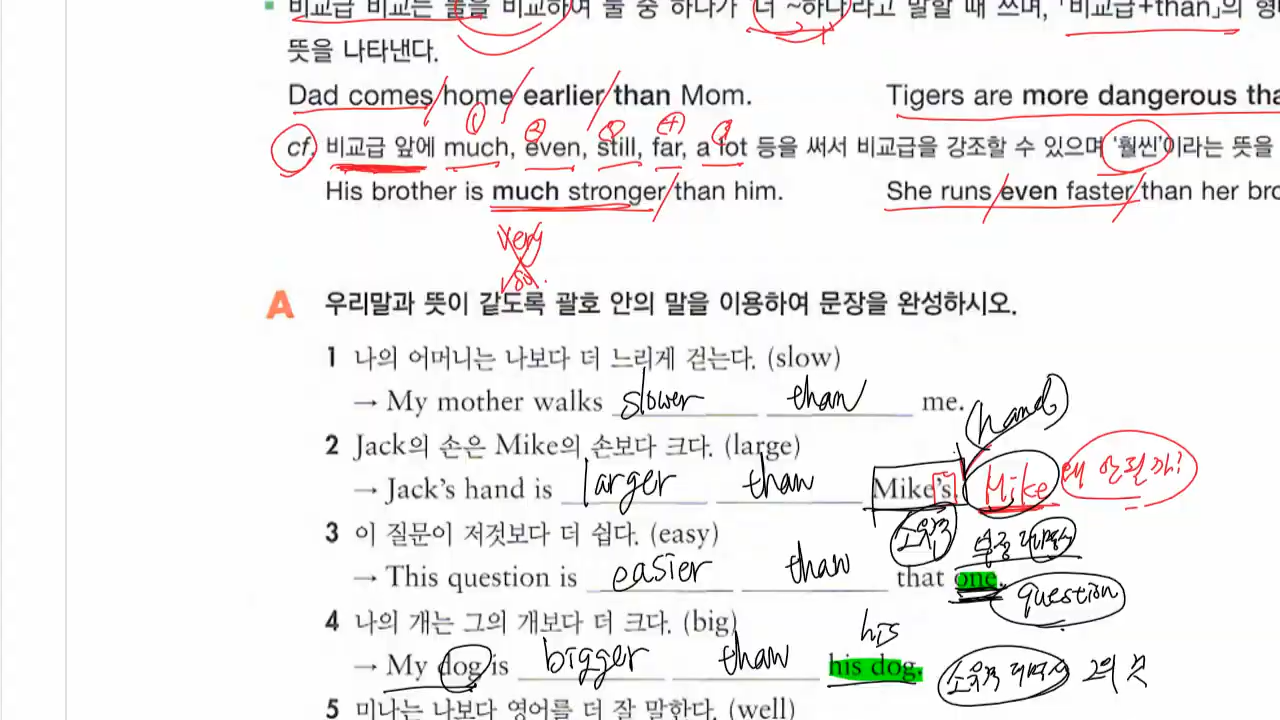 비교급 비교는 둘을 비교하여 둘 중 하나가 '더 ~하다'라고 말할 때 쓰며, 「비교급+than」의 형
뜻을 나타낸다.
Dad comes home earlier than Mom. Tigers are more dangerous tha
① ② ③ ④
cf. 비교급 앞에 much, even, still, far, a lot 등을 써서 비교급을 강조할 수 있으며 '훨씬'이라는 뜻을
His brother is much stronger than him. She runs even faster than her bro
very
so
A 우리말과 뜻이 같도록 괄호 안의 말을 이용하여 문장을 완성하시오.
1 나의 어머니는 나보다 더 느리게 걷는다. (slow)
→ My mother walks slower than me.
(hand)
2 Jack의 손은 Mike의 손보다 크다. (large)
→ Jack's hand is larger than Mike's. Mike 왜 안될까?
소유격
3 이 질문이 저것보다 더 쉽다. (easy) 부정대명사
→ This question is easier than that one. question
4 나의 개는 그의 개보다 더 크다. (big) his
→ My dog is bigger than his dog. 소유격 대명사 그의 것
5 미나는 나보다 영어를 더 잘 말한다. (well)